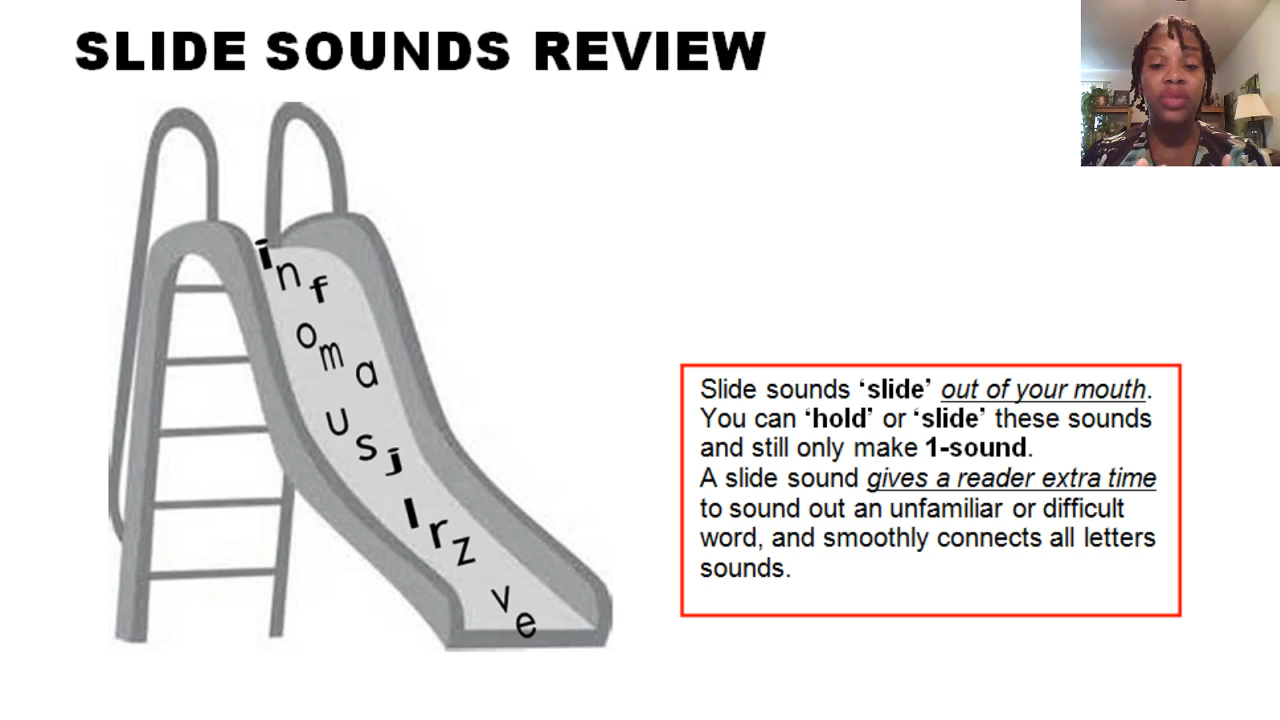 SLIDE SOUNDS REVIEW
i
n f
o
m a
u
s j
l
r z
v
e
Slide sounds ‘slide’ out of your mouth.
You can ‘hold’ or ‘slide’ these sounds
and still only make 1-sound.
A slide sound gives a reader extra time
to sound out an unfamiliar or difficult
word, and smoothly connects all letters
sounds.